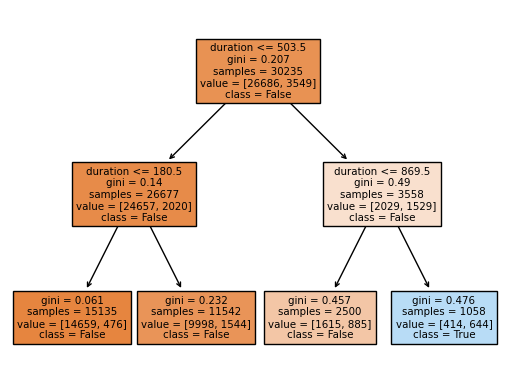 duration <= 503.5
gini = 0.207
samples = 30235
value = [26686, 3549]
class = False
duration <= 180.5
gini = 0.14
samples = 26677
value = [24657, 2020]
class = False
duration <= 869.5
gini = 0.49
samples = 3558
value = [2029, 1529]
class = False
gini = 0.061
samples = 15135
value = [14659, 476]
class = False
gini = 0.232
samples = 11542
value = [9998, 1544]
class = False
gini = 0.457
samples = 2500
value = [1615, 885]
class = False
gini = 0.476
samples = 1058
value = [414, 644]
class = True